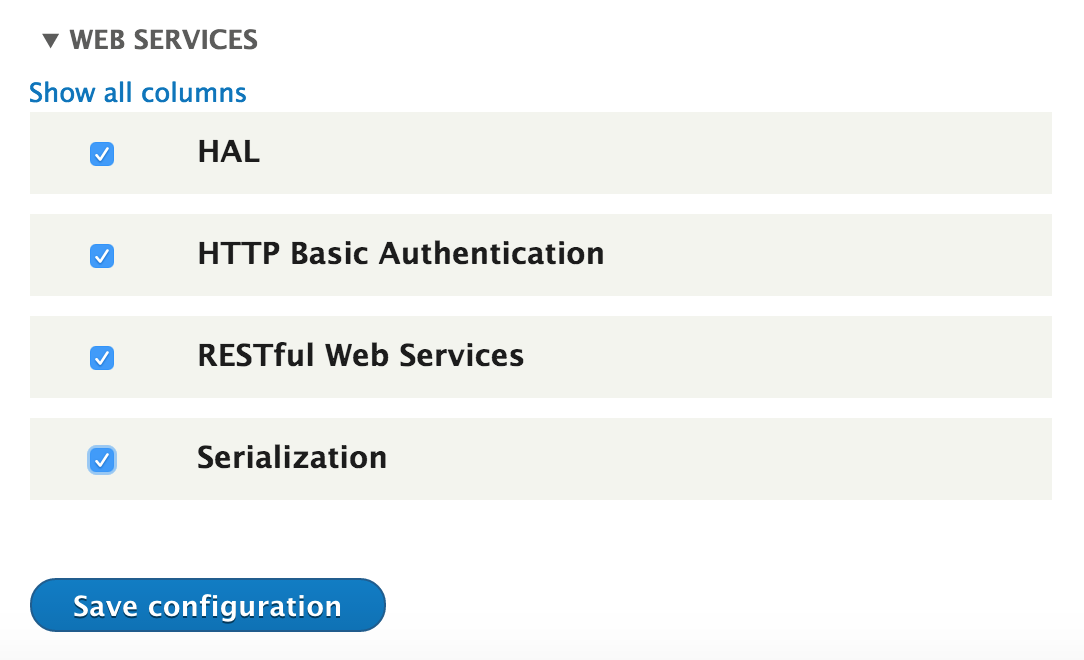 WEB SERVICES
Show all columns
HAL
HTTP Basic Authentication
RESTful Web Services
Serialization
Save configuration